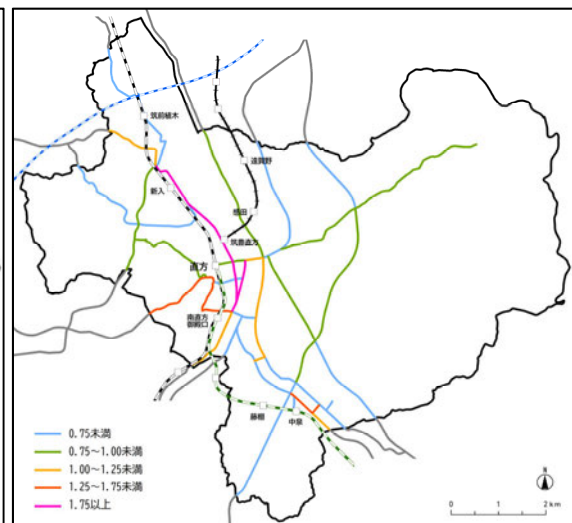 筑前植木
遠賀野
新入
感田
筑豊直方
直方
南直方
御殿口
藤棚
中泉
0.75未満
0.75～1.00未満
1.00～1.25未満
1.25～1.75未満
1.75以上
N
0 1 2 km